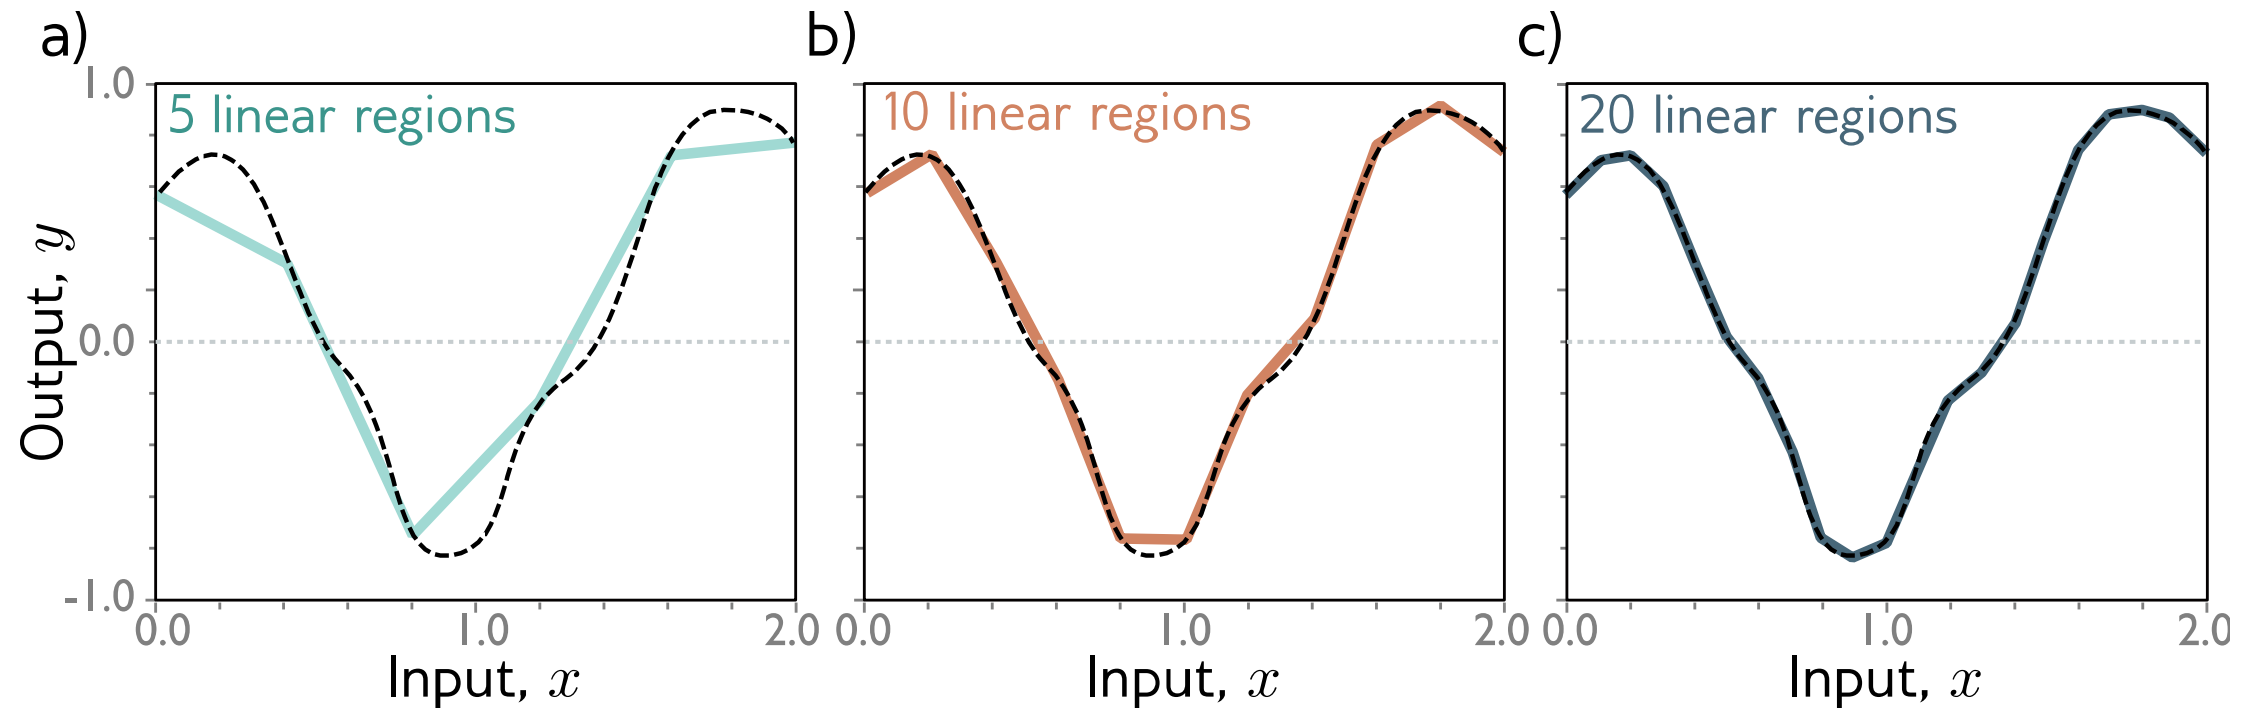 a)
5 linear regions
1.0
0.0
-1.0
Output, y
0.0
1.0
2.0
Input, x
b)
10 linear regions
0.0
1.0
2.0
Input, x
c)
20 linear regions
0.0
1.0
2.0
Input, x